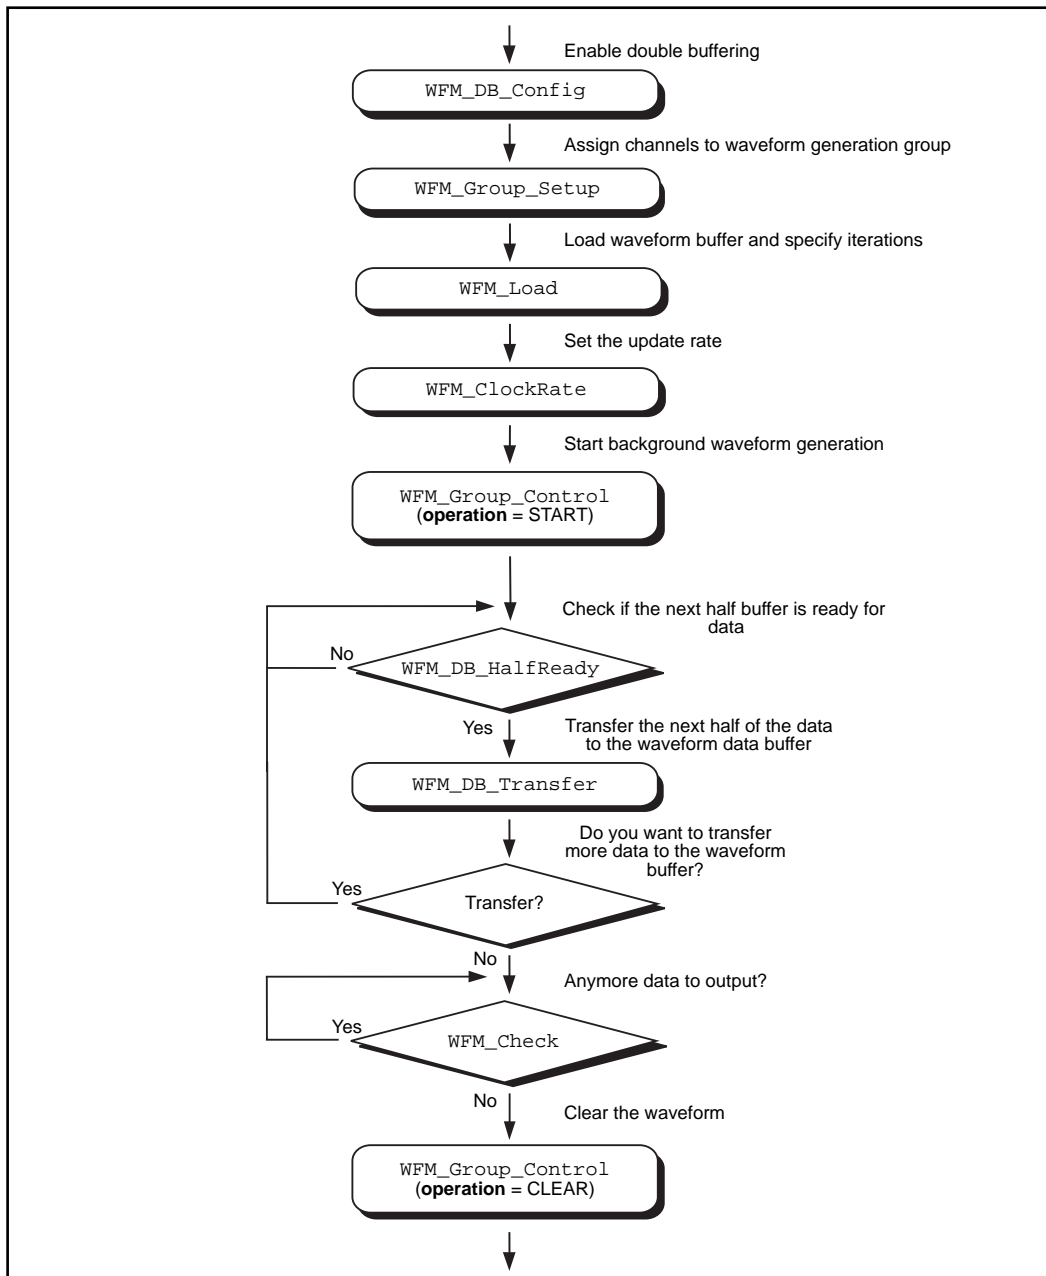 Enable double buffering
WFM_DB_Config
Assign channels to waveform generation group
WFM_Group_Setup
Load waveform buffer and specify iterations
WFM_Load
Set the update rate
WFM_ClockRate
Start background waveform generation
WFM_Group_Control
(operation = START)
Check if the next half buffer is ready for
data
No
WFM_DB_HalfReady
Yes
Transfer the next half of the data
to the waveform data buffer
WFM_DB_Transfer
Do you want to transfer
more data to the waveform
buffer?
Yes
Transfer?
No
Anymore data to output?
Yes
WFM_Check
No
Clear the waveform
WFM_Group_Control
(operation = CLEAR)